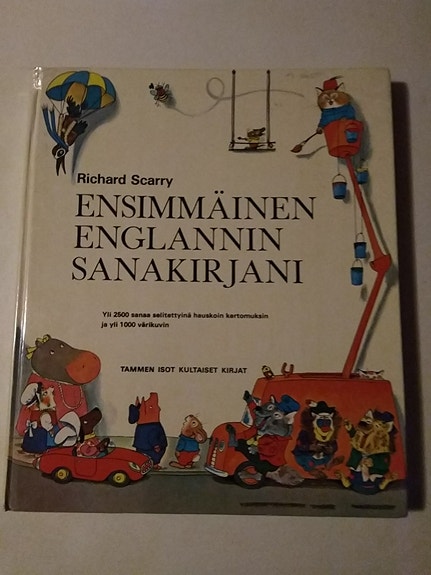 Richard Scarry
ENSIMMÄINEN
ENGLANNIN
SANAKIRJANI
Yli 2500 sanaa selitettyinä hauskoin kertomuksin
ja yli 1000 värikuvin
TAMMEN ISOT KULTAISET KIRJAT